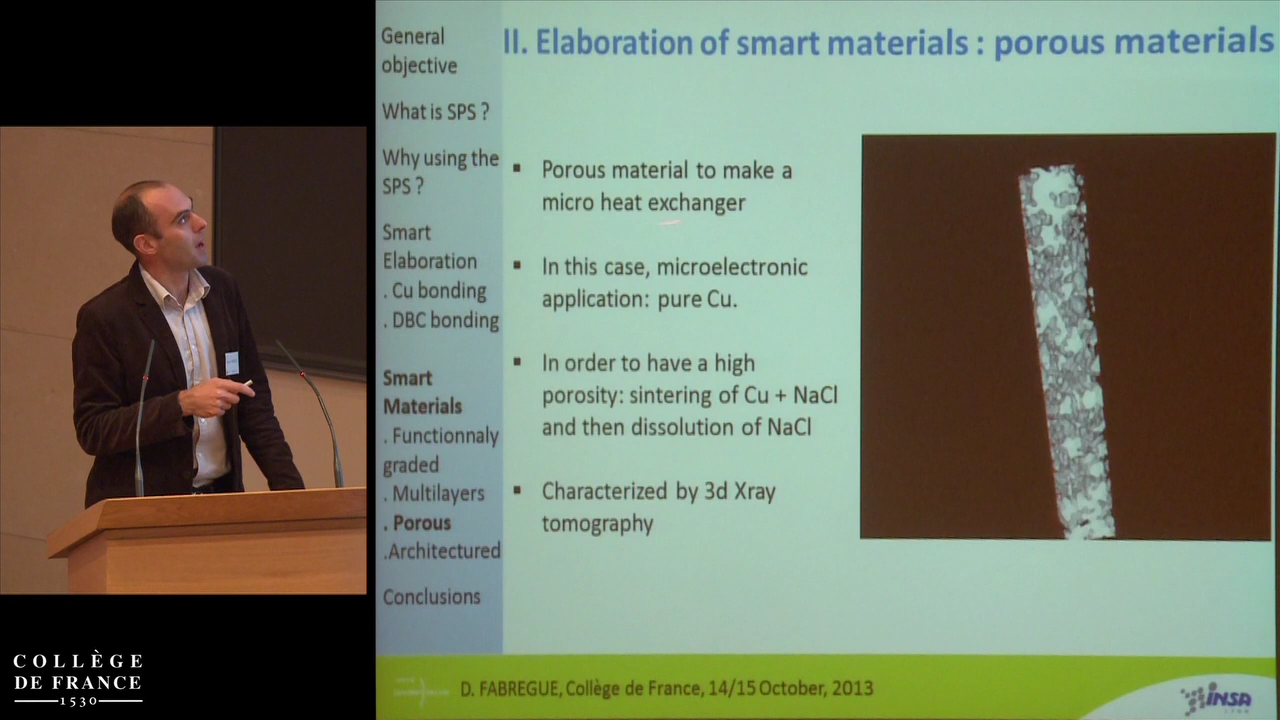 General
objective
What is SPS ?
Why using the
SPS ?
Smart
Elaboration
. Cu bonding
. DBC bonding
Smart
Materials
. Functionnaly
graded
. Multilayers
. Porous
.Architectured
Conclusions
II. Elaboration of smart materials : porous materials
▪ Porous material to make a
micro heat exchanger
▪ In this case, microelectronic
application: pure Cu.
▪ In order to have a high
porosity: sintering of Cu + NaCl
and then dissolution of NaCl
▪ Characterized by 3d Xray
tomography
D. FABREGUE, Collège de France, 14/15 October, 2013
INSA
COLLÈGE
DE FRANCE
1530